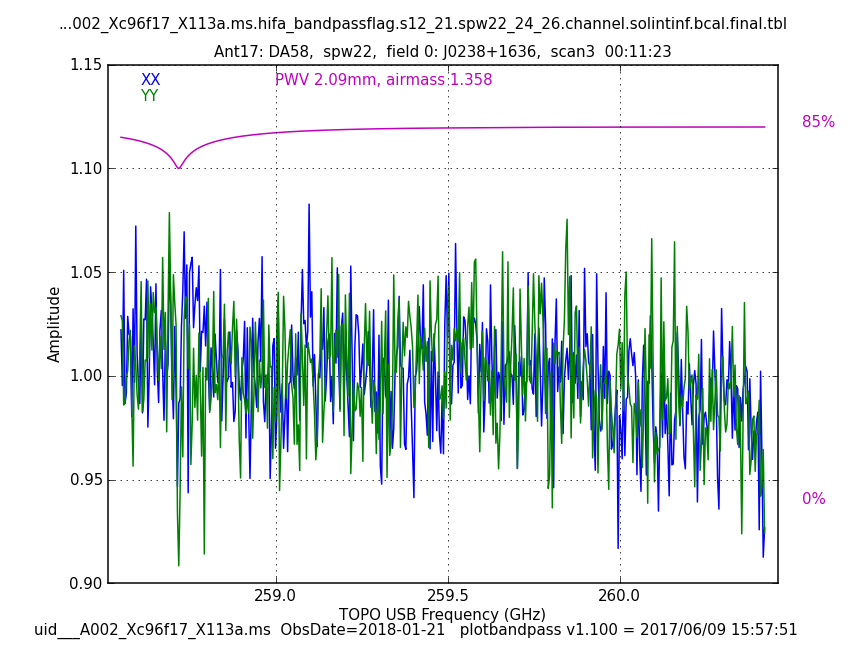 ...002_Xc96f17_X113a.ms.hifa_bandpassflag.s12_21.spw22_24_26.channel.solintinf.bcal.final.tbl
Ant17: DA58,  spw22,  field 0: J0238+1636,  scan3  00:11:23
1.15
XX
PWV 2.09mm, airmass 1.358
YY
85%
1.10
1.05
Amplitude
1.00
0.95
0%
0.90
259.0
259.5
260.0
TOPO USB Frequency (GHz)
uid___A002_Xc96f17_X113a.ms  ObsDate=2018-01-21   plotbandpass v1.100 = 2017/06/09 15:57:51